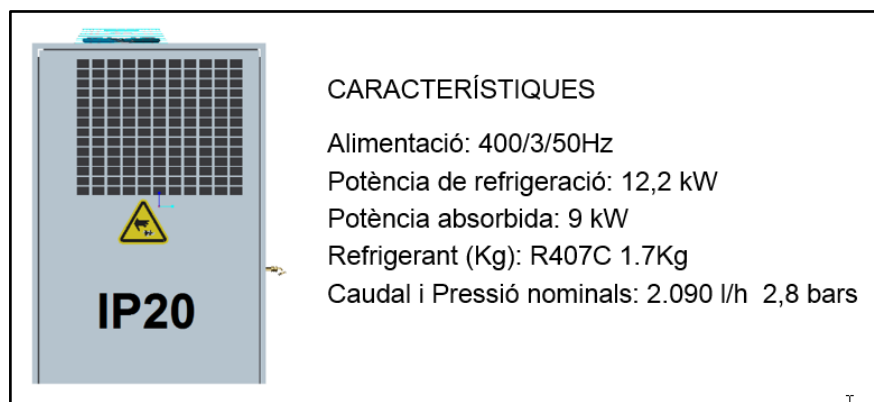 CARACTERÍSTIQUES
Alimentació: 400/3/50Hz
Potència de refrigeració: 12,2 kW
Potència absorbida: 9 kW
Refrigerant (Kg): R407C 1.7Kg
Caudal i Pressió nominals: 2.090 l/h  2,8 bars
IP20